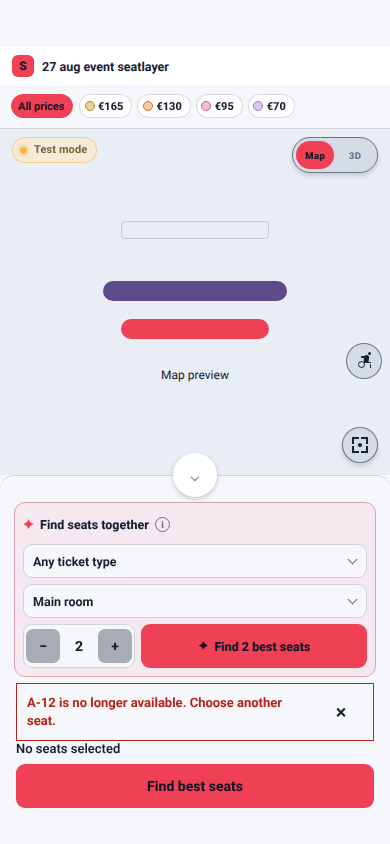 S 27 aug event seatlayer
All prices €165 €130 €95 €70
Test mode
Map 3D
Map preview
Find seats together i
Any ticket type
Main room
− 2 + Find 2 best seats
A-12 is no longer available. Choose another
seat.
No seats selected
Find best seats